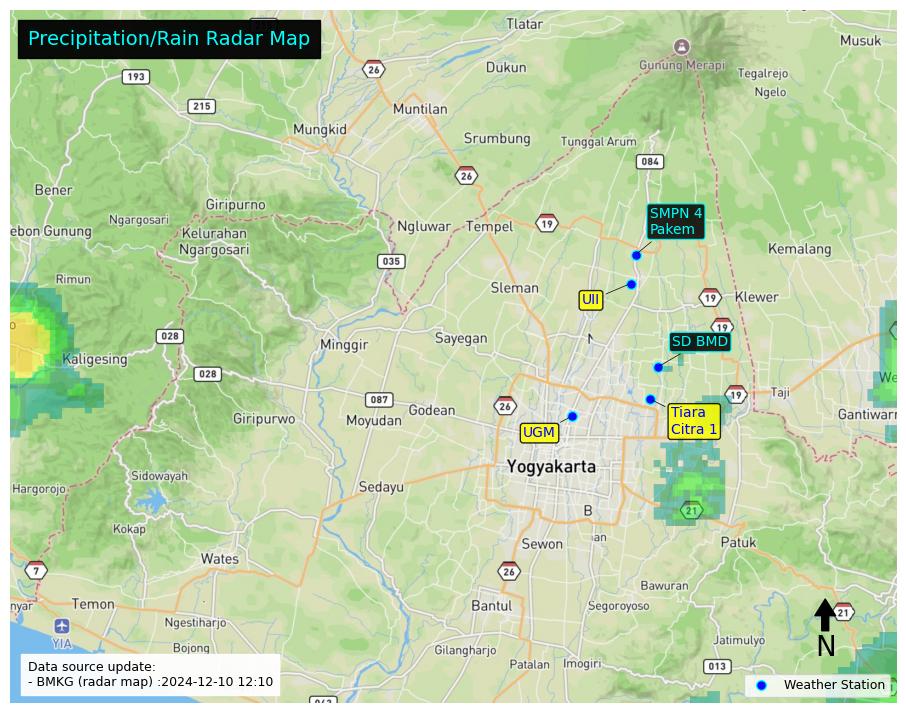 Precipitation/Rain Radar Map
Tlatar
Musuk
26
Gunung Merapi
Dukun
Tegalrejo
193
Ngelo
215
Muntilan
Mungkid
Srumbung
Tunggal Arum
084
26
Bener
Giripurno
SMPN 4
Pakem
Ngargosari
ebon Gunung
Kelurahan
Ngargosari
Ngluwar
Tempel
19
Kemalang
035
Rimun
Sleman
UII
19
Klewer
19
028
Minggir
Sayegan
N
SD BMD
Kaligesing
028
We
087
Godean
26
19
Taji
Giripurwo
Moyudan
Tiara
Citra 1
Gantiwarn
UGM
Yogyakarta
Sidowayah
Hargorojo
Sedayu
21
B
Kokap
Wates
Sewon
an
Patuk
7
26
Bawuran
nyar
Temon
Bantul
Segoroyoso
21
Ngestiharjo
YIA
N
Bojong
Gilangharjo
Jatimulyo
Patalan
Imogiri
013
Data source update:
- BMKG (radar map) :2024-12-10 12:10
Weather Station